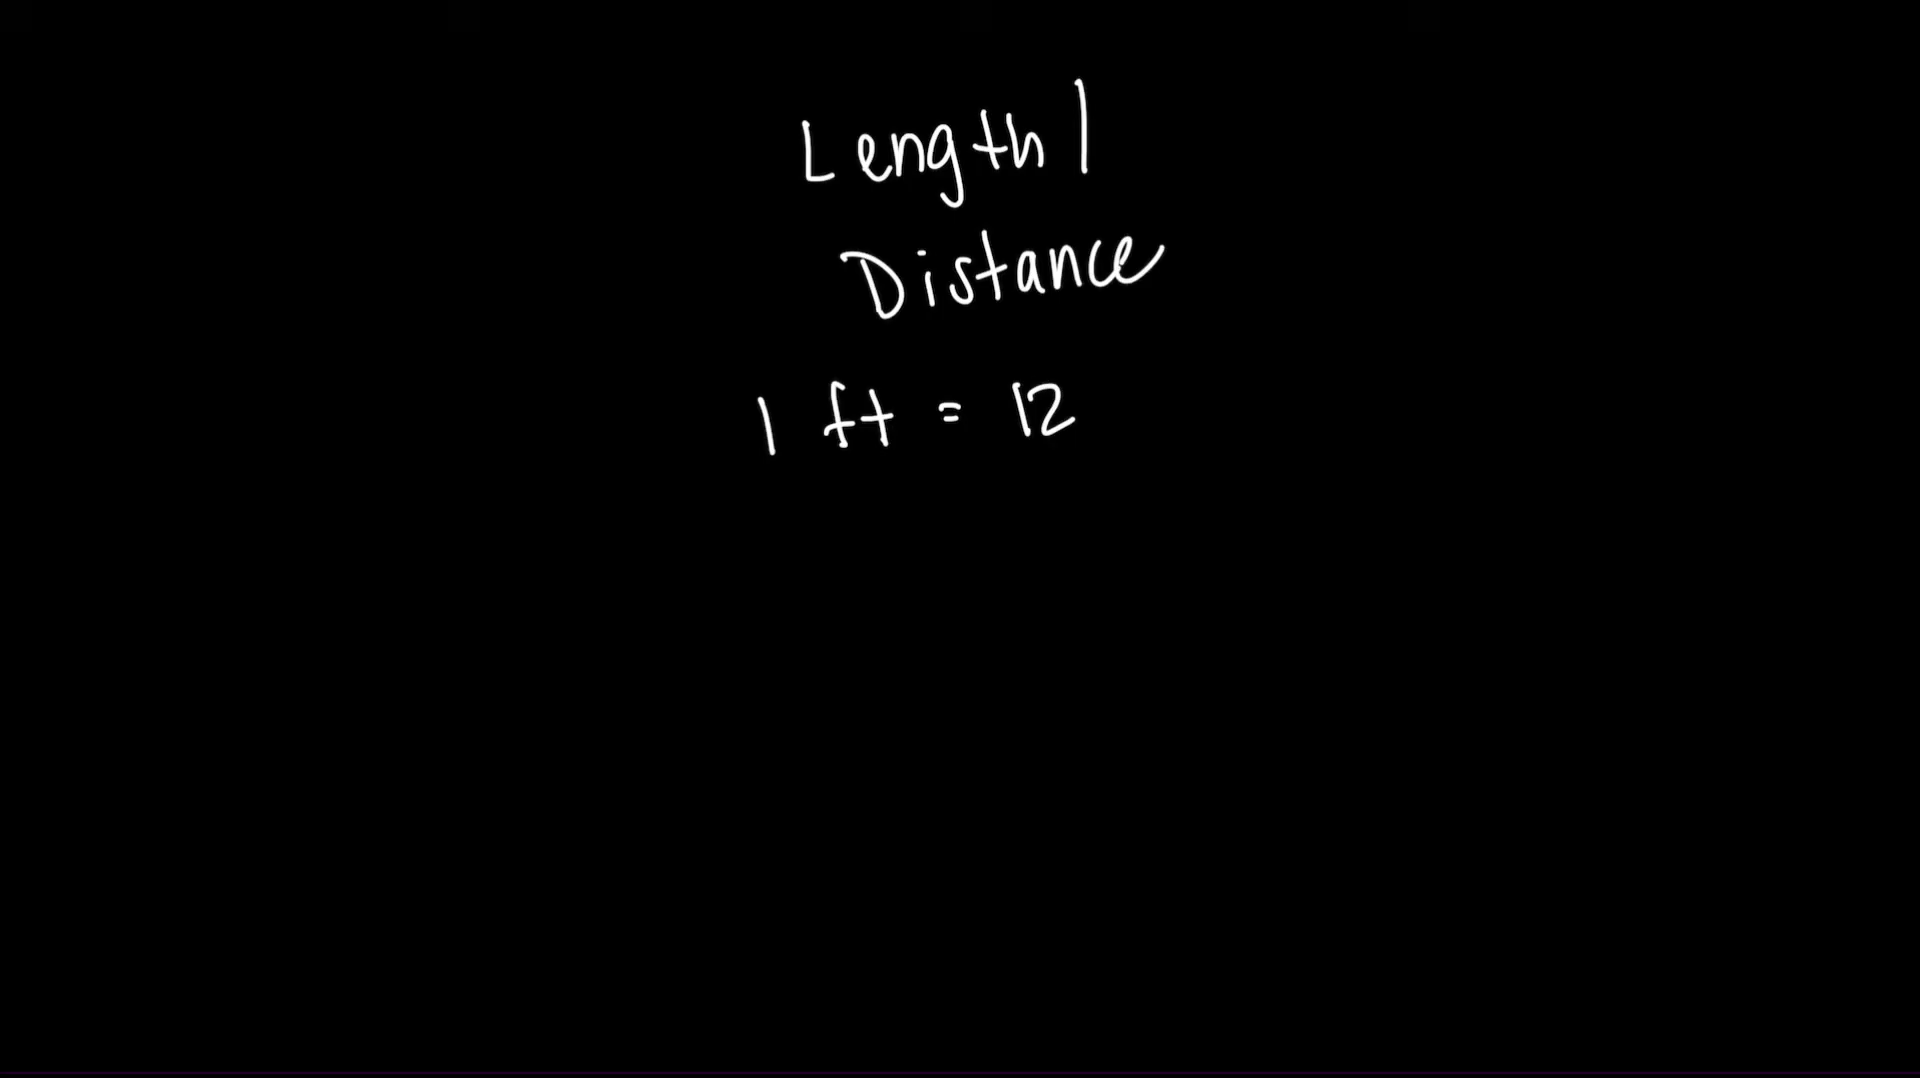 Length |
Distance
1 ft = 12